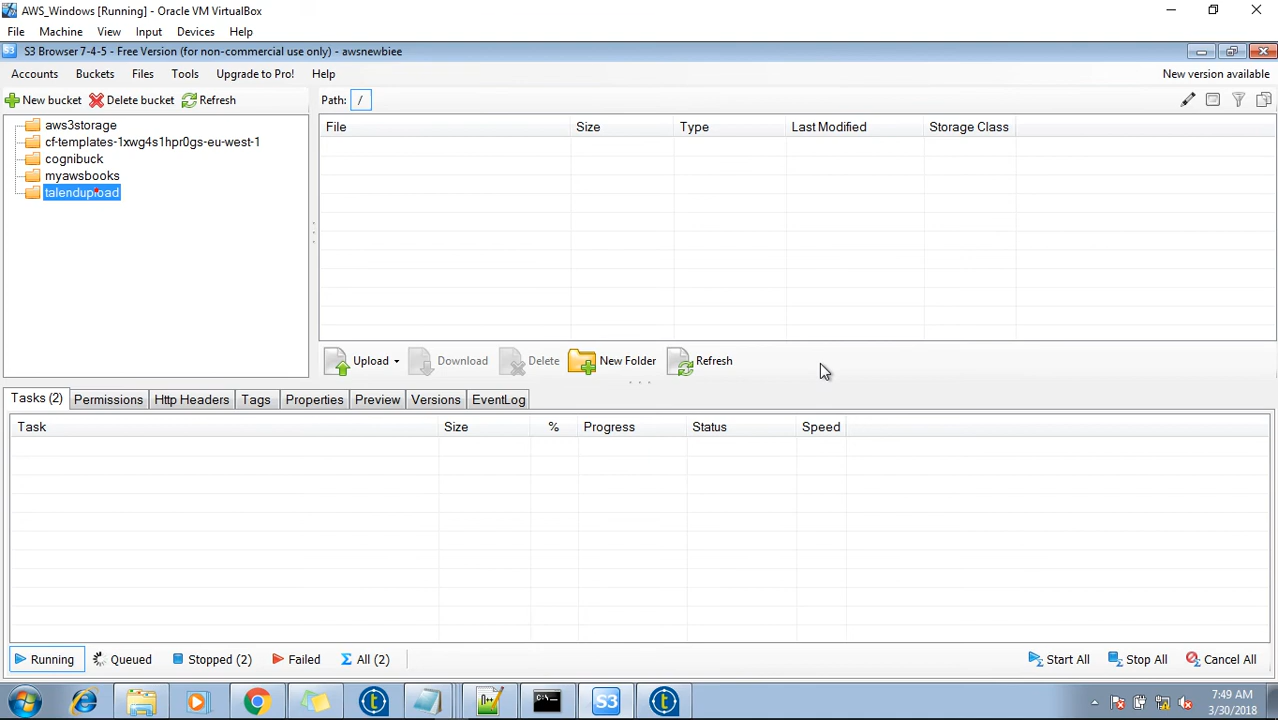 AWS_Windows [Running] - Oracle VM VirtualBox
File Machine View Input Devices Help
S3 S3 Browser 7-4-5 - Free Version (for non-commercial use only) - awsnewbiee
Accounts Buckets Files Tools Upgrade to Pro! Help New version available
New bucket Delete bucket Refresh Path: /
File Size Type Last Modified Storage Class
aws3storage
cf-templates-1xwg4s1hpr0gs-eu-west-1
cognibuck
myawsbooks
talendupload
Upload Download Delete New Folder Refresh
Tasks (2) Permissions Http Headers Tags Properties Preview Versions EventLog
Task Size % Progress Status Speed
Running Queued Stopped (2) Failed All (2) Start All Stop All Cancel All
C:\. S3
7:49 AM
3/30/2018